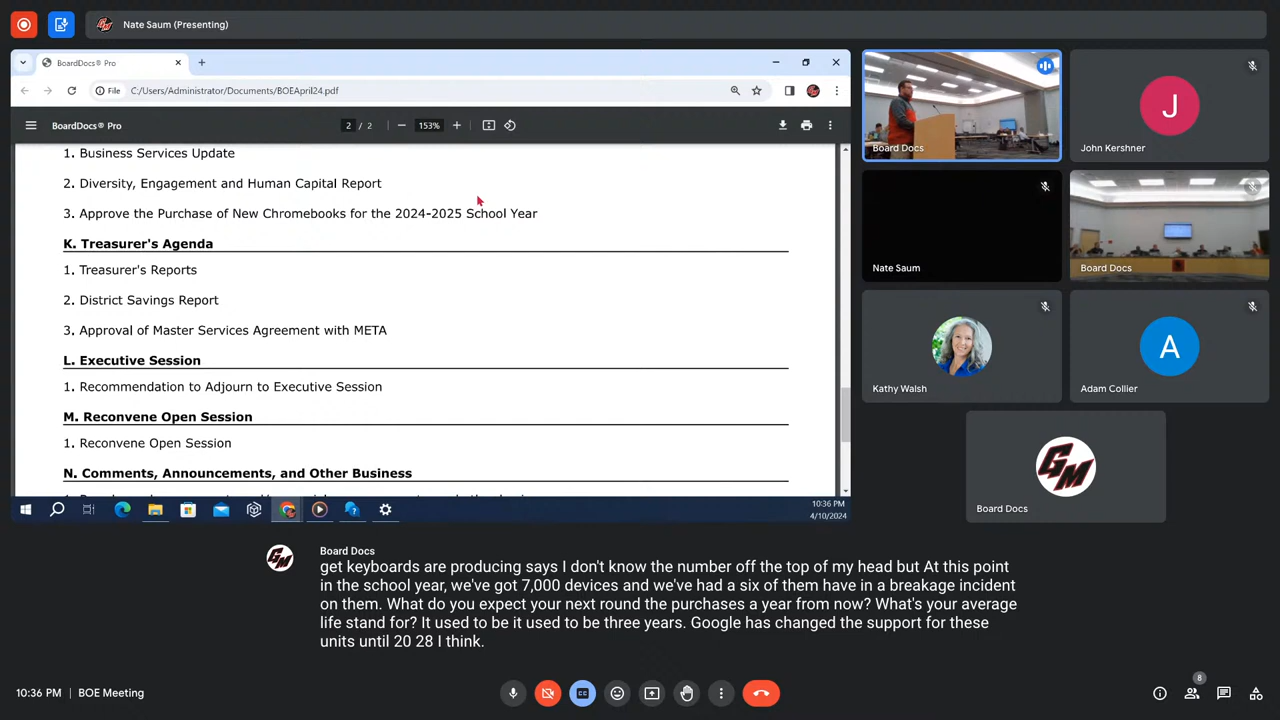 Nate Saum (Presenting)
BoardDocs® Pro
File
C:/Users/Administrator/Documents/BOEApril24.pdf
BoardDocs® Pro
2 / 2
153%
1. Business Services Update
2. Diversity, Engagement and Human Capital Report
3. Approve the Purchase of New Chromebooks for the 2024-2025 School Year
K. Treasurer's Agenda
1. Treasurer's Reports
2. District Savings Report
3. Approval of Master Services Agreement with META
L. Executive Session
1. Recommendation to Adjourn to Executive Session
M. Reconvene Open Session
1. Reconvene Open Session
N. Comments, Announcements, and Other Business
10:36 PM
4/10/2024
Board Docs
J
John Kershner
Nate Saum
Board Docs
Kathy Walsh
A
Adam Collier
GM
Board Docs
Board Docs
get keyboards are producing says I don't know the number off the top of my head but At this point
in the school year, we've got 7,000 devices and we've had a six of them have in a breakage incident
on them. What do you expect your next round the purchases a year from now? What's your average
life stand for? It used to be it used to be three years. Google has changed the support for these
units until 20 28 I think.
10:36 PM
BOE Meeting
CC
8